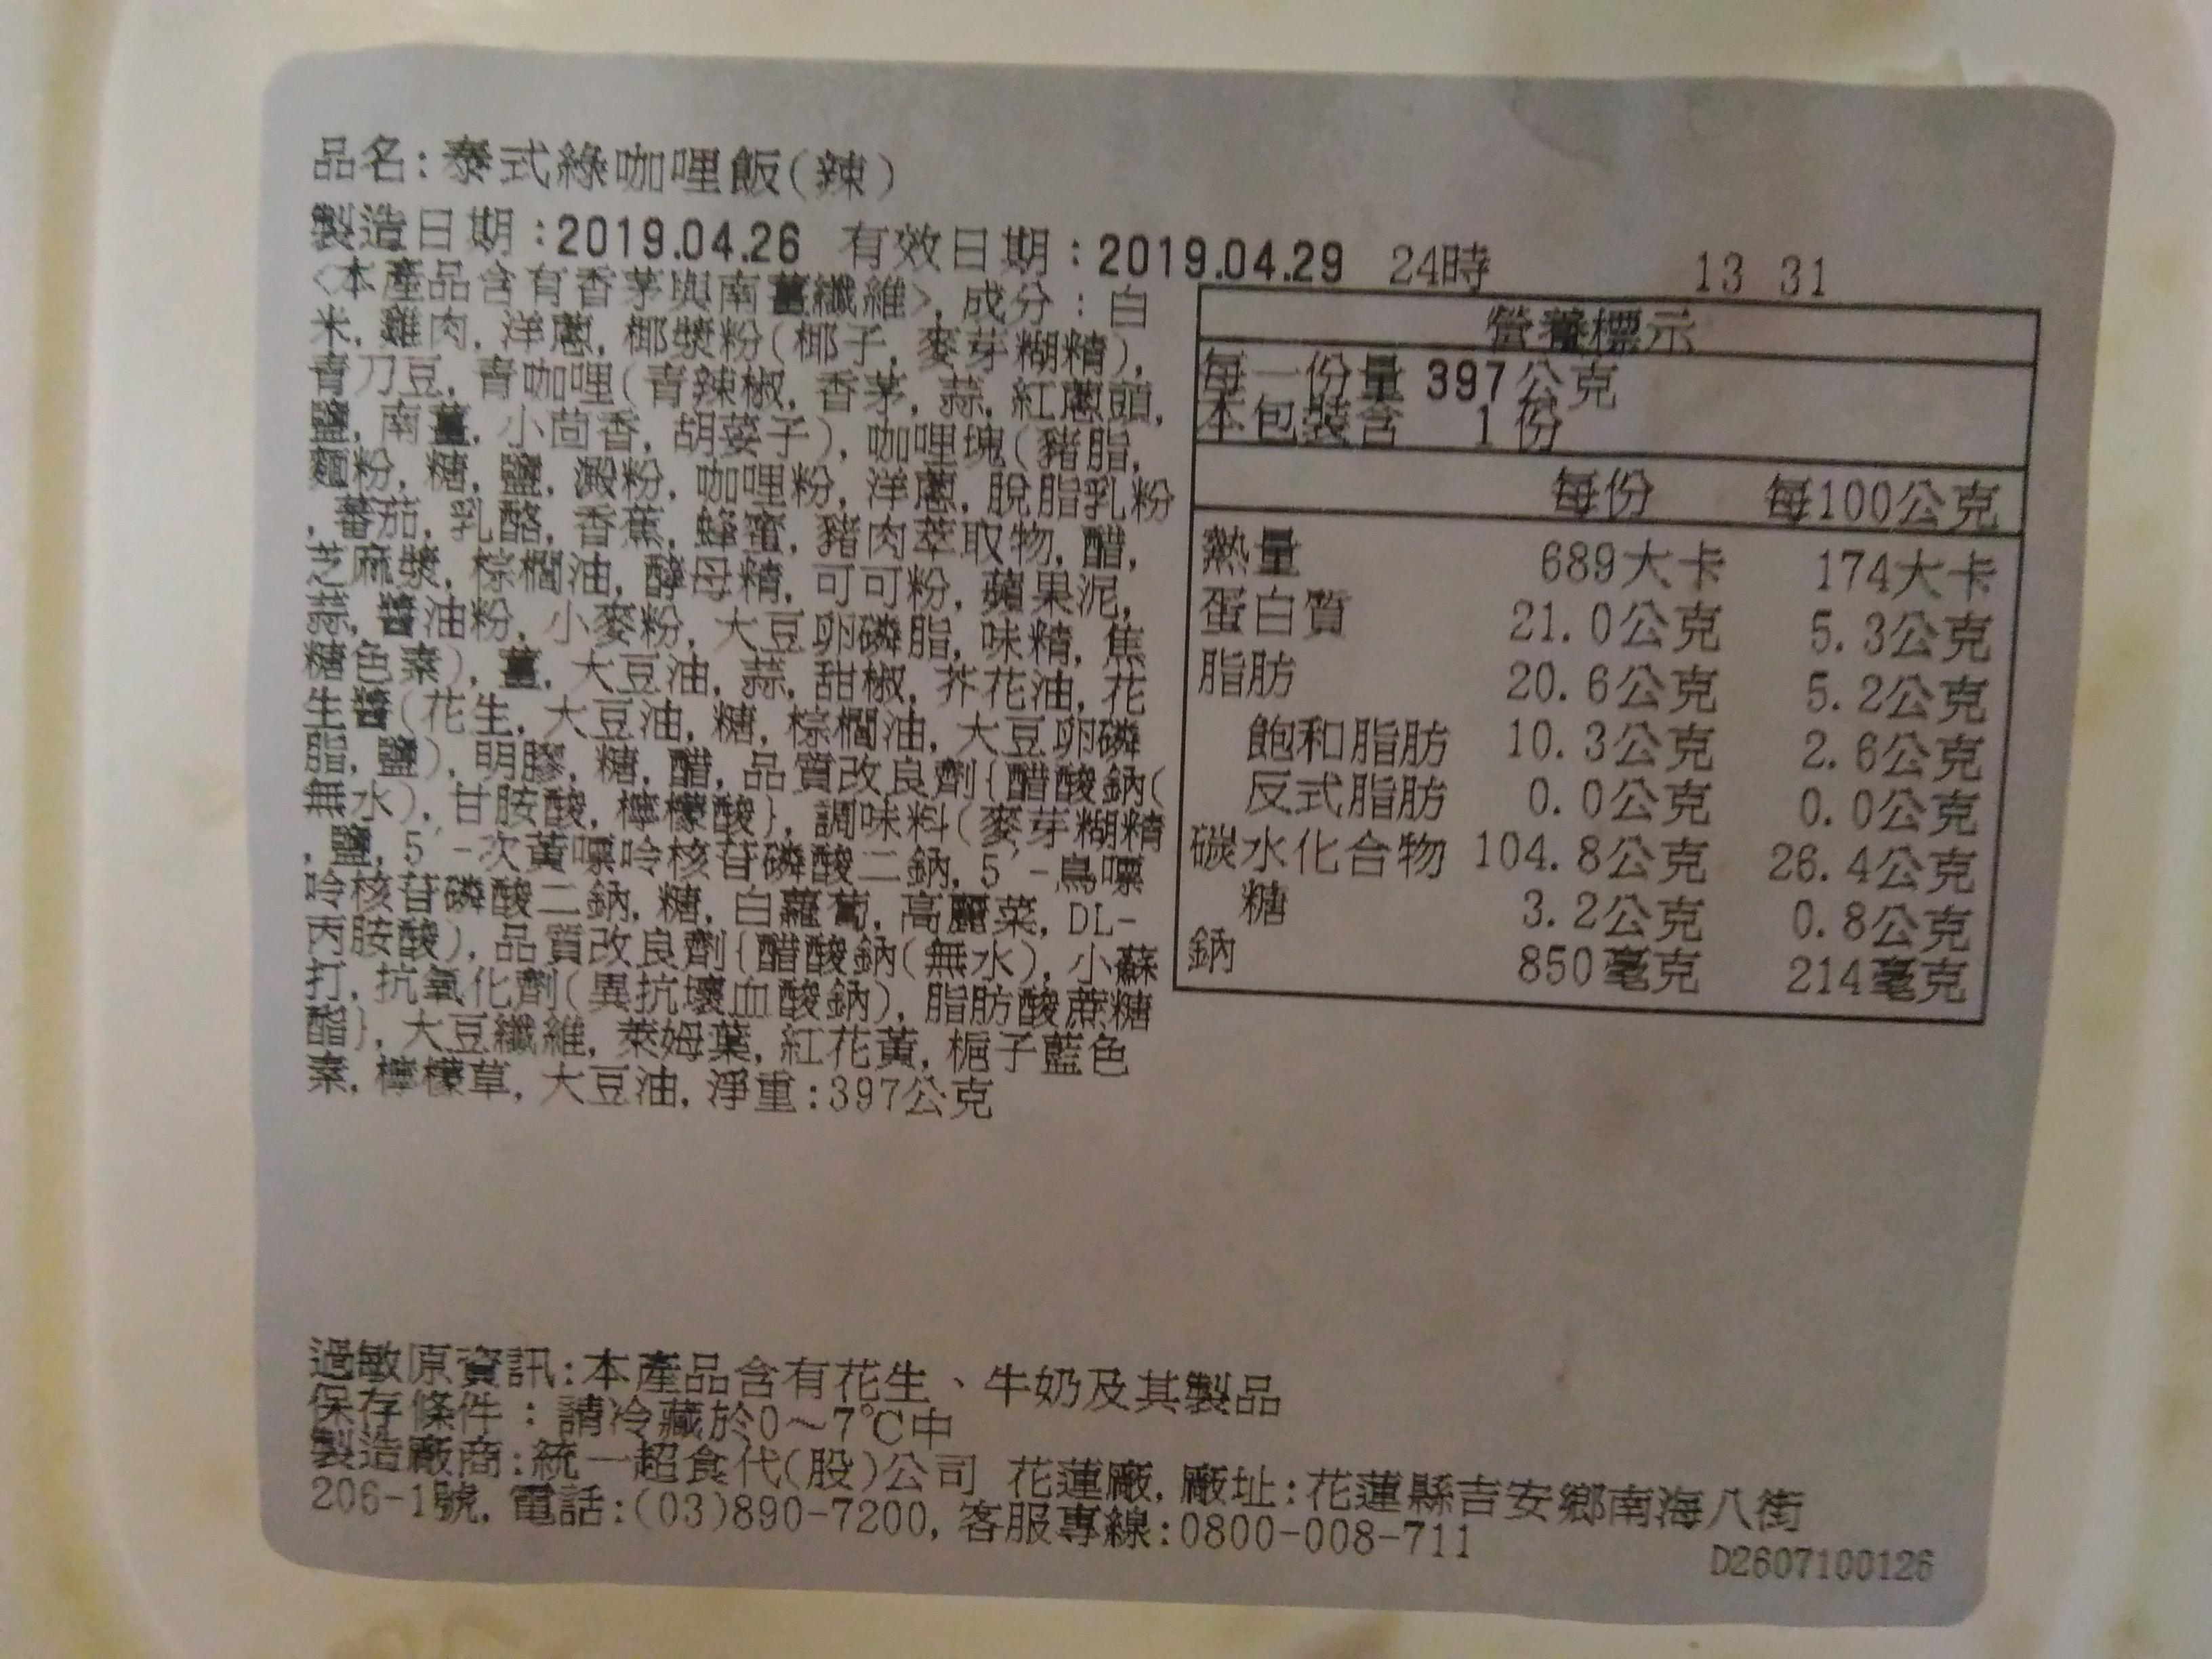 品名:泰式綠咖哩飯(辣)
製造日期:2019.04.26 有效日期:2019.04.29 24時 13 31
<本產品含有香茅與南薑纖維>,成分:白
米,雞肉,洋蔥,椰漿粉(椰子,麥芽糊精),
青刀豆,青咖哩(青辣椒,香茅,蒜,紅蔥頭,
鹽,南薑,小茴香,胡荽子),咖哩塊(豬脂,
麵粉,糖,鹽,澱粉,咖哩粉,洋蔥,脫脂乳粉
,蕃茄,乳酪,香蕉,蜂蜜,豬肉萃取物,醋,
芝麻漿,棕櫚油,酵母精,可可粉,蘋果泥,
蒜,醬油粉,小麥粉,大豆卵磷脂,味精,焦
糖色素),薑,大豆油,蒜,甜椒,芥花油,花
生醬(花生,大豆油,糖,棕櫚油,大豆卵磷
脂,鹽),明膠,糖,醋,品質改良劑{醋酸鈉(
無水),甘胺酸,檸檬酸},調味料(麥芽糊精
,鹽,5´-次黃嘌呤核苷磷酸二鈉,5´-鳥嘌
呤核苷磷酸二鈉,糖,白蘿蔔,高麗菜,DL-
丙胺酸),品質改良劑{醋酸鈉(無水),小蘇
打,抗氧化劑(異抗壞血酸鈉),脂肪酸蔗糖
酯},大豆纖維,萊姆葉,紅花黃,梔子藍色
素,檸檬草,大豆油,淨重:397公克
營養標示
每一份量 397公克
本包裝含 1 份
每份 每100公克
熱量 689大卡 174大卡
蛋白質 21.0公克 5.3公克
脂肪 20.6公克 5.2公克
飽和脂肪 10.3公克 2.6公克
反式脂肪 0.0公克 0.0公克
碳水化合物 104.8公克 26.4公克
糖 3.2公克 0.8公克
鈉 850毫克 214毫克
過敏原資訊:本產品含有花生、牛奶及其製品
保存條件:請冷藏於0～7℃中
製造廠商:統一超食代(股)公司 花蓮廠,廠址:花蓮縣吉安鄉南海八街
206-1號,電話:(03)890-7200,客服專線:0800-008-711
D2607100126